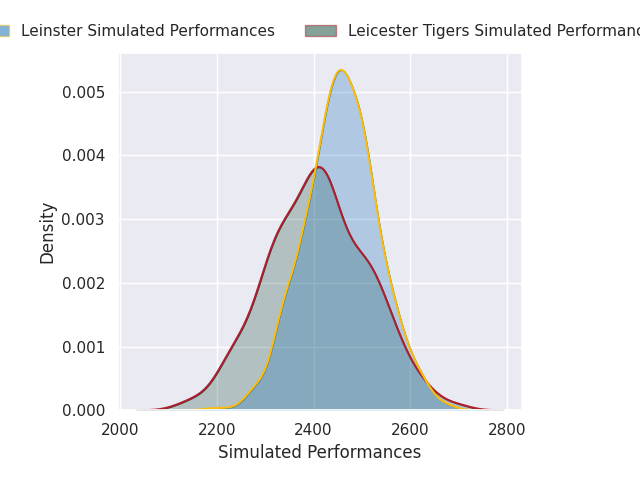 Leinster Simulated Performances
Leicester Tigers Simulated Performanc
0.005
0.004
0.003
0.002
0.001
0.000
Density
2000 2200 2400 2600 2800
Simulated Performances